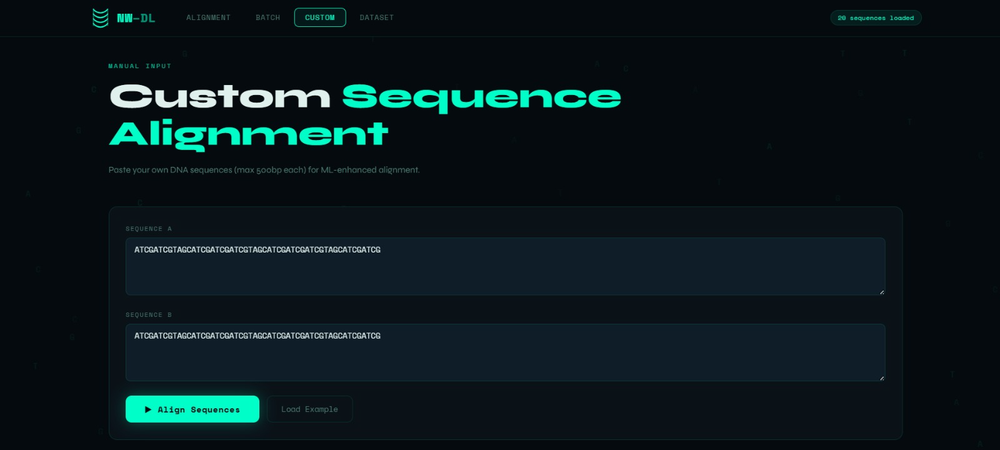 NW-DL
ALIGNMENT
BATCH
CUSTOM
DATASET
20 sequences loaded
MANUAL INPUT
Custom Sequence
Alignment
Paste your own DNA sequences (max 500bp each) for ML-enhanced alignment.
SEQUENCE A
ATCGATCGTAGCATCGATCGATCGTAGCATCGATCGATCGTAGCATCGATCG
SEQUENCE B
ATCGATCGTAGCATCGATCGATCGTAGCATCGATCGATCGTAGCATCGATCG
▶ Align Sequences
Load Example